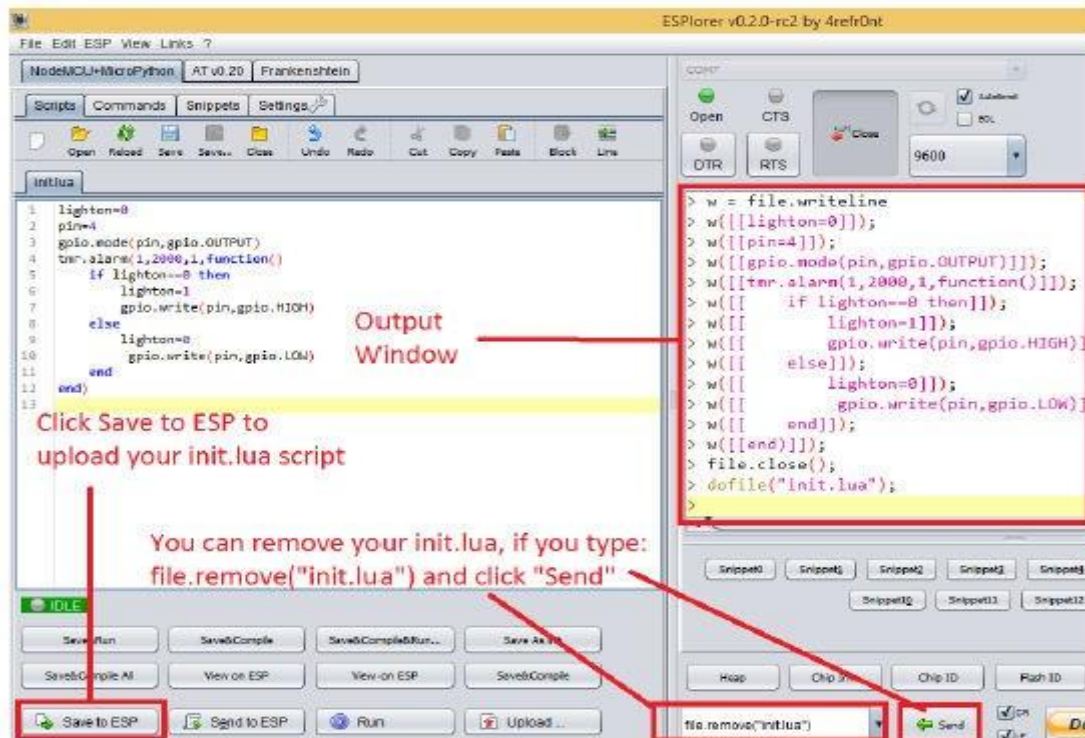 ESPlorer v0.2.0-rc2 by 4refr0nt
File Edit ESP View Links ?
NodeMCU+MicroPython AT v0.20 Frankenshtein
Scripts Commands Snippets Settings
Open Reload Save Save... Close Undo Redo Cut Copy Paste Block Line
init.lua
1 lighton=0
2 pin=4
3 gpio.mode(pin,gpio.OUTPUT)
4 tmr.alarm(1,2000,1,function()
5 if lighton==0 then
6 lighton=1
7 gpio.write(pin,gpio.HIGH)
8 else
9 lighton=0
10 gpio.write(pin,gpio.LOW)
11 end
12 end)
13
Click Save to ESP to
upload your init.lua script
Output
Window
You can remove your init.lua, if you type:
file.remove("init.lua") and click "Send"
IDLE
Save&Compile Save&Compile&Run...
Save&Compile All View on ESP View on ESP Save&Compile
Save to ESP Send to ESP Run Upload ...
Open CTS
Close
EOL
DTR RTS
9600
> w = file.writeline
> w([[lighton=0]]);
> w([[pin=4]]);
> w([[gpio.mode(pin,gpio.OUTPUT)]]);
> w([[tmr.alarm(1,2000,1,function()]]);
> w([[ if lighton==0 then]]);
> w([[ lighton=1]]);
> w([[ gpio.write(pin,gpio.HIGH)]
> w([[ else]]);
> w([[ lighton=0]]);
> w([[ gpio.write(pin,gpio.LOW)]
> w([[ end]]);
> w([[end)]]);
> file.close();
> dofile("init.lua");
>
Snippet0 Snippet1 Snippet2 Snippet3
Snippet10 Snippet11 Snippet12
Heap Chip ID Flash ID
file.remove("init.lua") Send CR